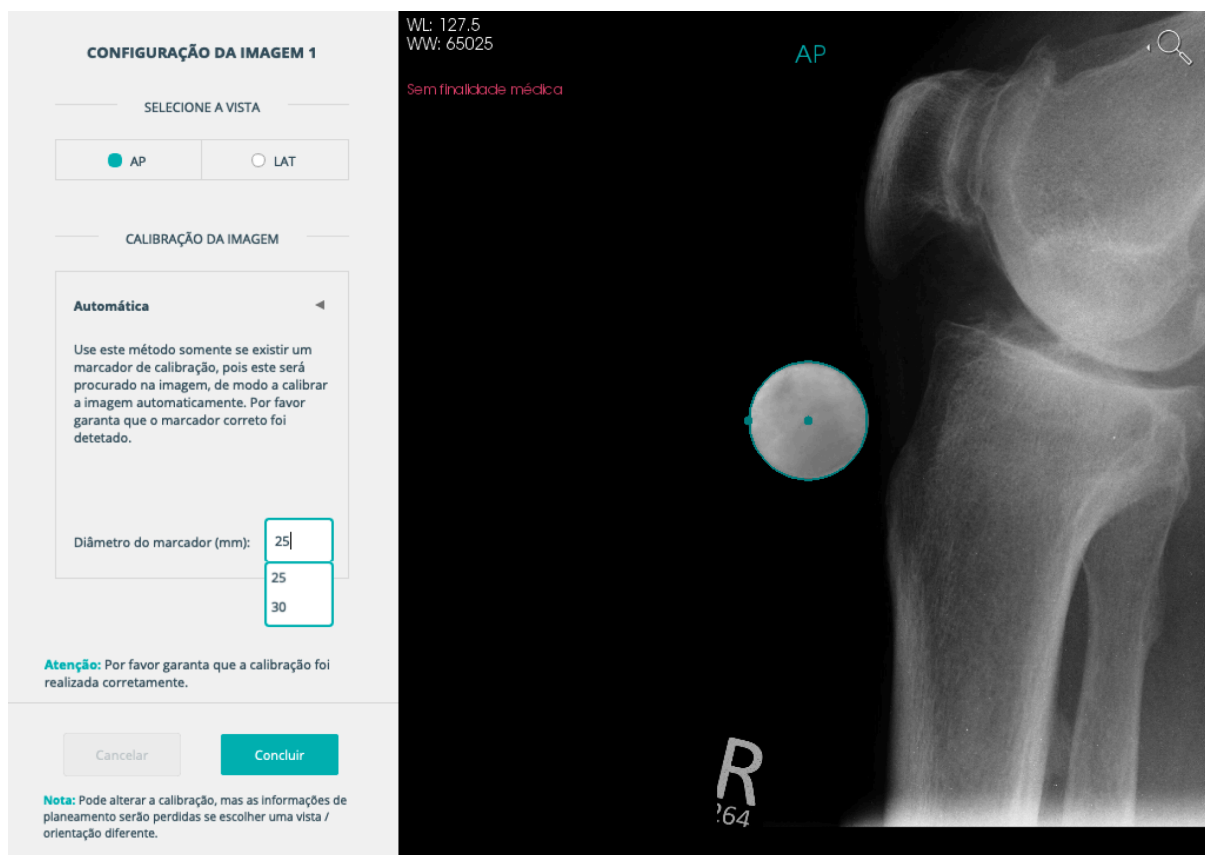 CONFIGURAÇÃO DA IMAGEM 1
SELECIONE A VISTA
AP
LAT
CALIBRAÇÃO DA IMAGEM
Automática
Use este método somente se existir um
marcador de calibração, pois este será
procurado na imagem, de modo a calibrar
a imagem automaticamente. Por favor
garanta que o marcador correto foi
detetado.
Diâmetro do marcador (mm):
25
25
30
Atenção: Por favor garanta que a calibração foi
realizada corretamente.
Cancelar
Concluir
Nota: Pode alterar a calibração, mas as informações de
planeamento serão perdidas se escolher uma vista /
orientação diferente.
WL: 127.5
WW: 65025
Sem finalidade médica
AP
R
264